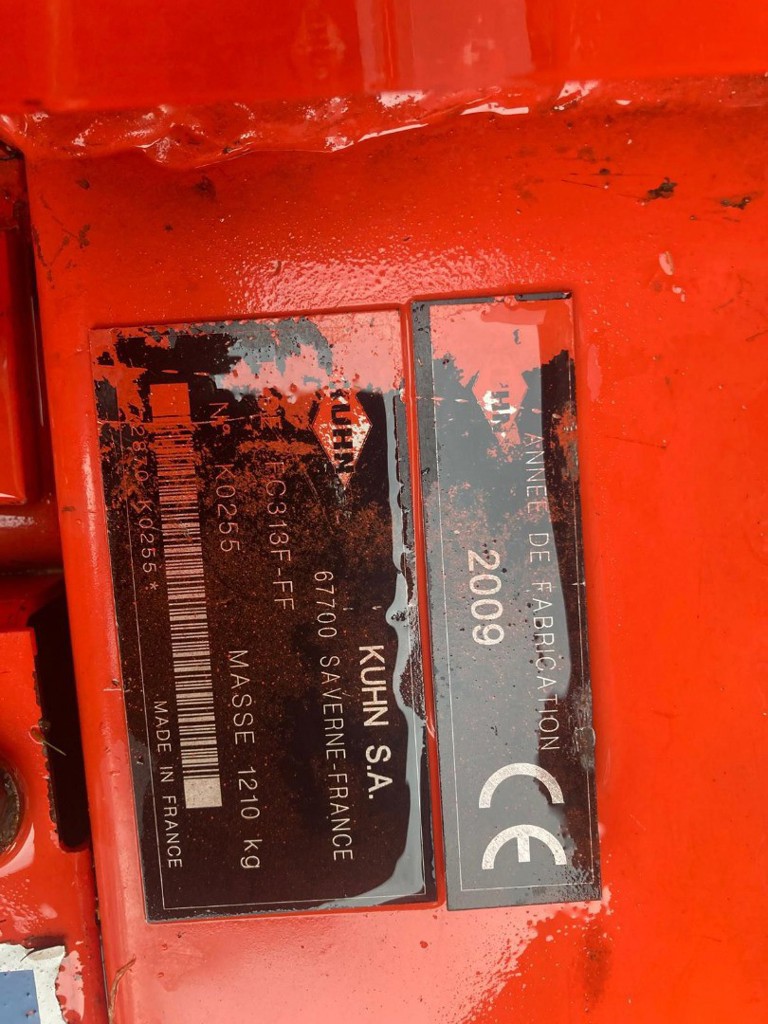 ANNEE DE FABRICATION
2009
CE
KUHN
KUHN S.A.
67700 SAVERNE-FRANCE
FC313F-FF
N° K0255 MASSE 1210 kg
K0255*
MADE IN FRANCE